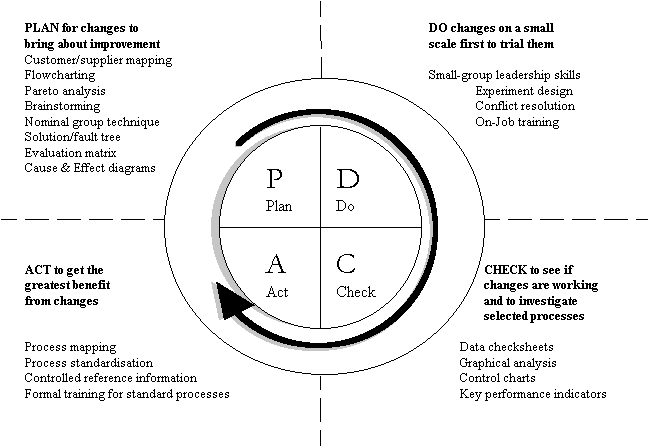 PLAN for changes to
bring about improvement
Customer/supplier mapping
Flowcharting
Pareto analysis
Brainstorming
Nominal group technique
Solution/fault tree
Evaluation matrix
Cause & Effect diagrams
DO changes on a small
scale first to trial them
Small-group leadership skills
Experiment design
Conflict resolution
On-Job training
P
Plan
D
Do
A
Act
C
Check
ACT to get the
greatest benefit
from changes
Process mapping
Process standardisation
Controlled reference information
Formal training for standard processes
CHECK to see if
changes are working
and to investigate
selected processes
Data checksheets
Graphical analysis
Control charts
Key performance indicators